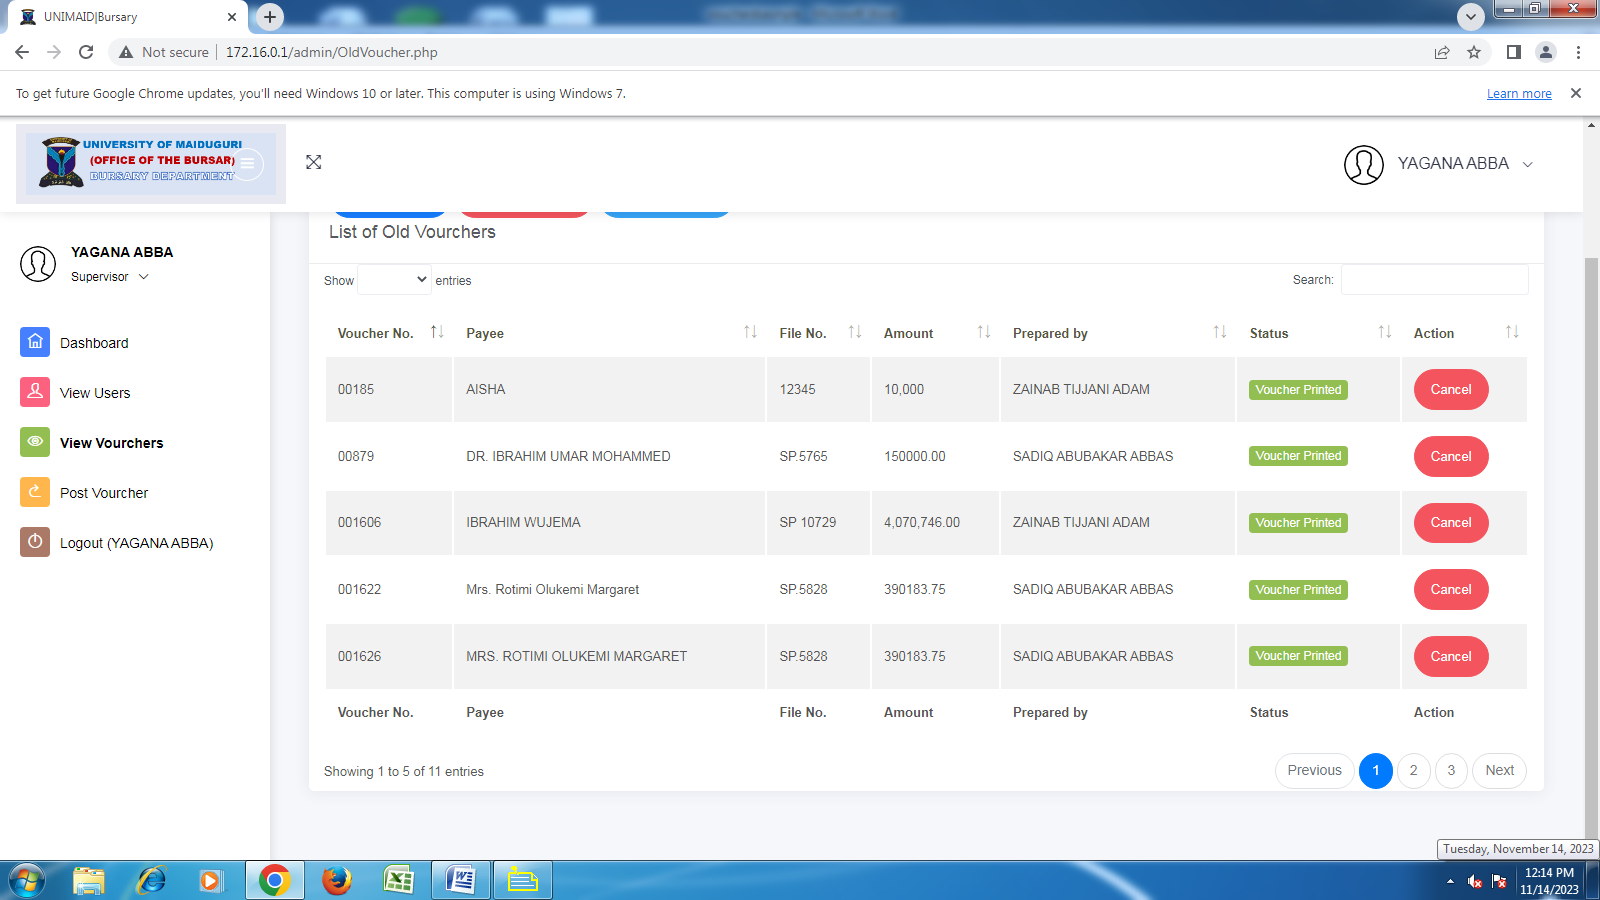 UNIMAID|Bursary
Not secure 172.16.0.1/admin/OldVoucher.php
To get future Google Chrome updates, you'll need Windows 10 or later. This computer is using Windows 7. Learn more
UNIVERSITY OF MAIDUGURI
(OFFICE OF THE BURSAR)
BURSARY DEPARTMENT
YAGANA ABBA
YAGANA ABBA
Supervisor
Dashboard
View Users
View Vourchers
Post Vourcher
Logout (YAGANA ABBA)
List of Old Vourchers
Show entries Search:
Voucher No. Payee File No. Amount Prepared by Status Action
00185 AISHA 12345 10,000 ZAINAB TIJJANI ADAM Voucher Printed Cancel
00879 DR. IBRAHIM UMAR MOHAMMED SP.5765 150000.00 SADIQ ABUBAKAR ABBAS Voucher Printed Cancel
001606 IBRAHIM WUJEMA SP 10729 4,070,746.00 ZAINAB TIJJANI ADAM Voucher Printed Cancel
001622 Mrs. Rotimi Olukemi Margaret SP.5828 390183.75 SADIQ ABUBAKAR ABBAS Voucher Printed Cancel
001626 MRS. ROTIMI OLUKEMI MARGARET SP.5828 390183.75 SADIQ ABUBAKAR ABBAS Voucher Printed Cancel
Voucher No. Payee File No. Amount Prepared by Status Action
Showing 1 to 5 of 11 entries Previous 1 2 3 Next
Tuesday, November 14, 2023
12:14 PM
11/14/2023